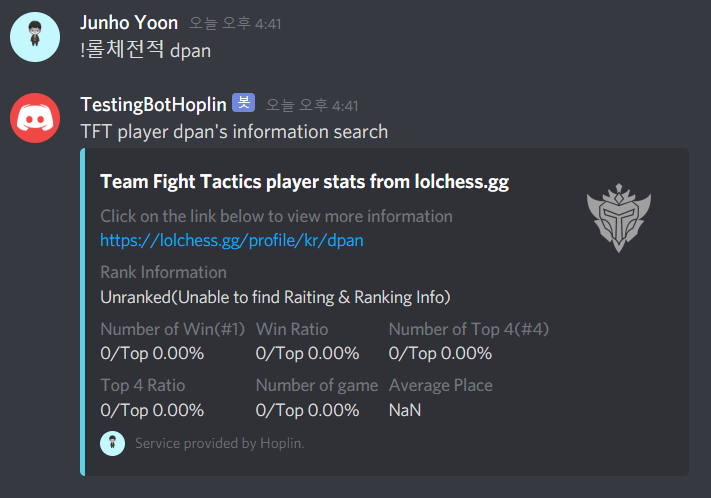 Junho Yoon 오늘 오후 4:41
!롤체전적 dpan
TestingBotHoplin 봇 오늘 오후 4:41
TFT player dpan's information search
Team Fight Tactics player stats from lolchess.gg
Click on the link below to view more information
https://lolchess.gg/profile/kr/dpan
Rank Information
Unranked(Unable to find Raiting & Ranking Info)
Number of Win(#1) Win Ratio Number of Top 4(#4)
0/Top 0.00% 0/Top 0.00% 0/Top 0.00%
Top 4 Ratio Number of game Average Place
0/Top 0.00% 0/Top 0.00% NaN
Service provided by Hoplin.